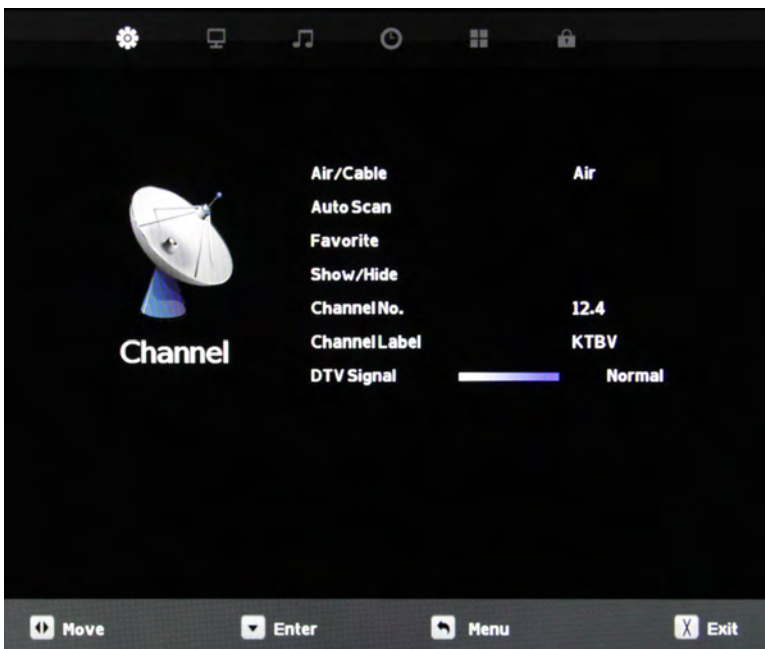 Air/Cable Air
Auto Scan
Favorite
Show/Hide
Channel No. 12.4
Channel Label KTBV
DTV Signal Normal
Channel
Move Enter Menu X Exit